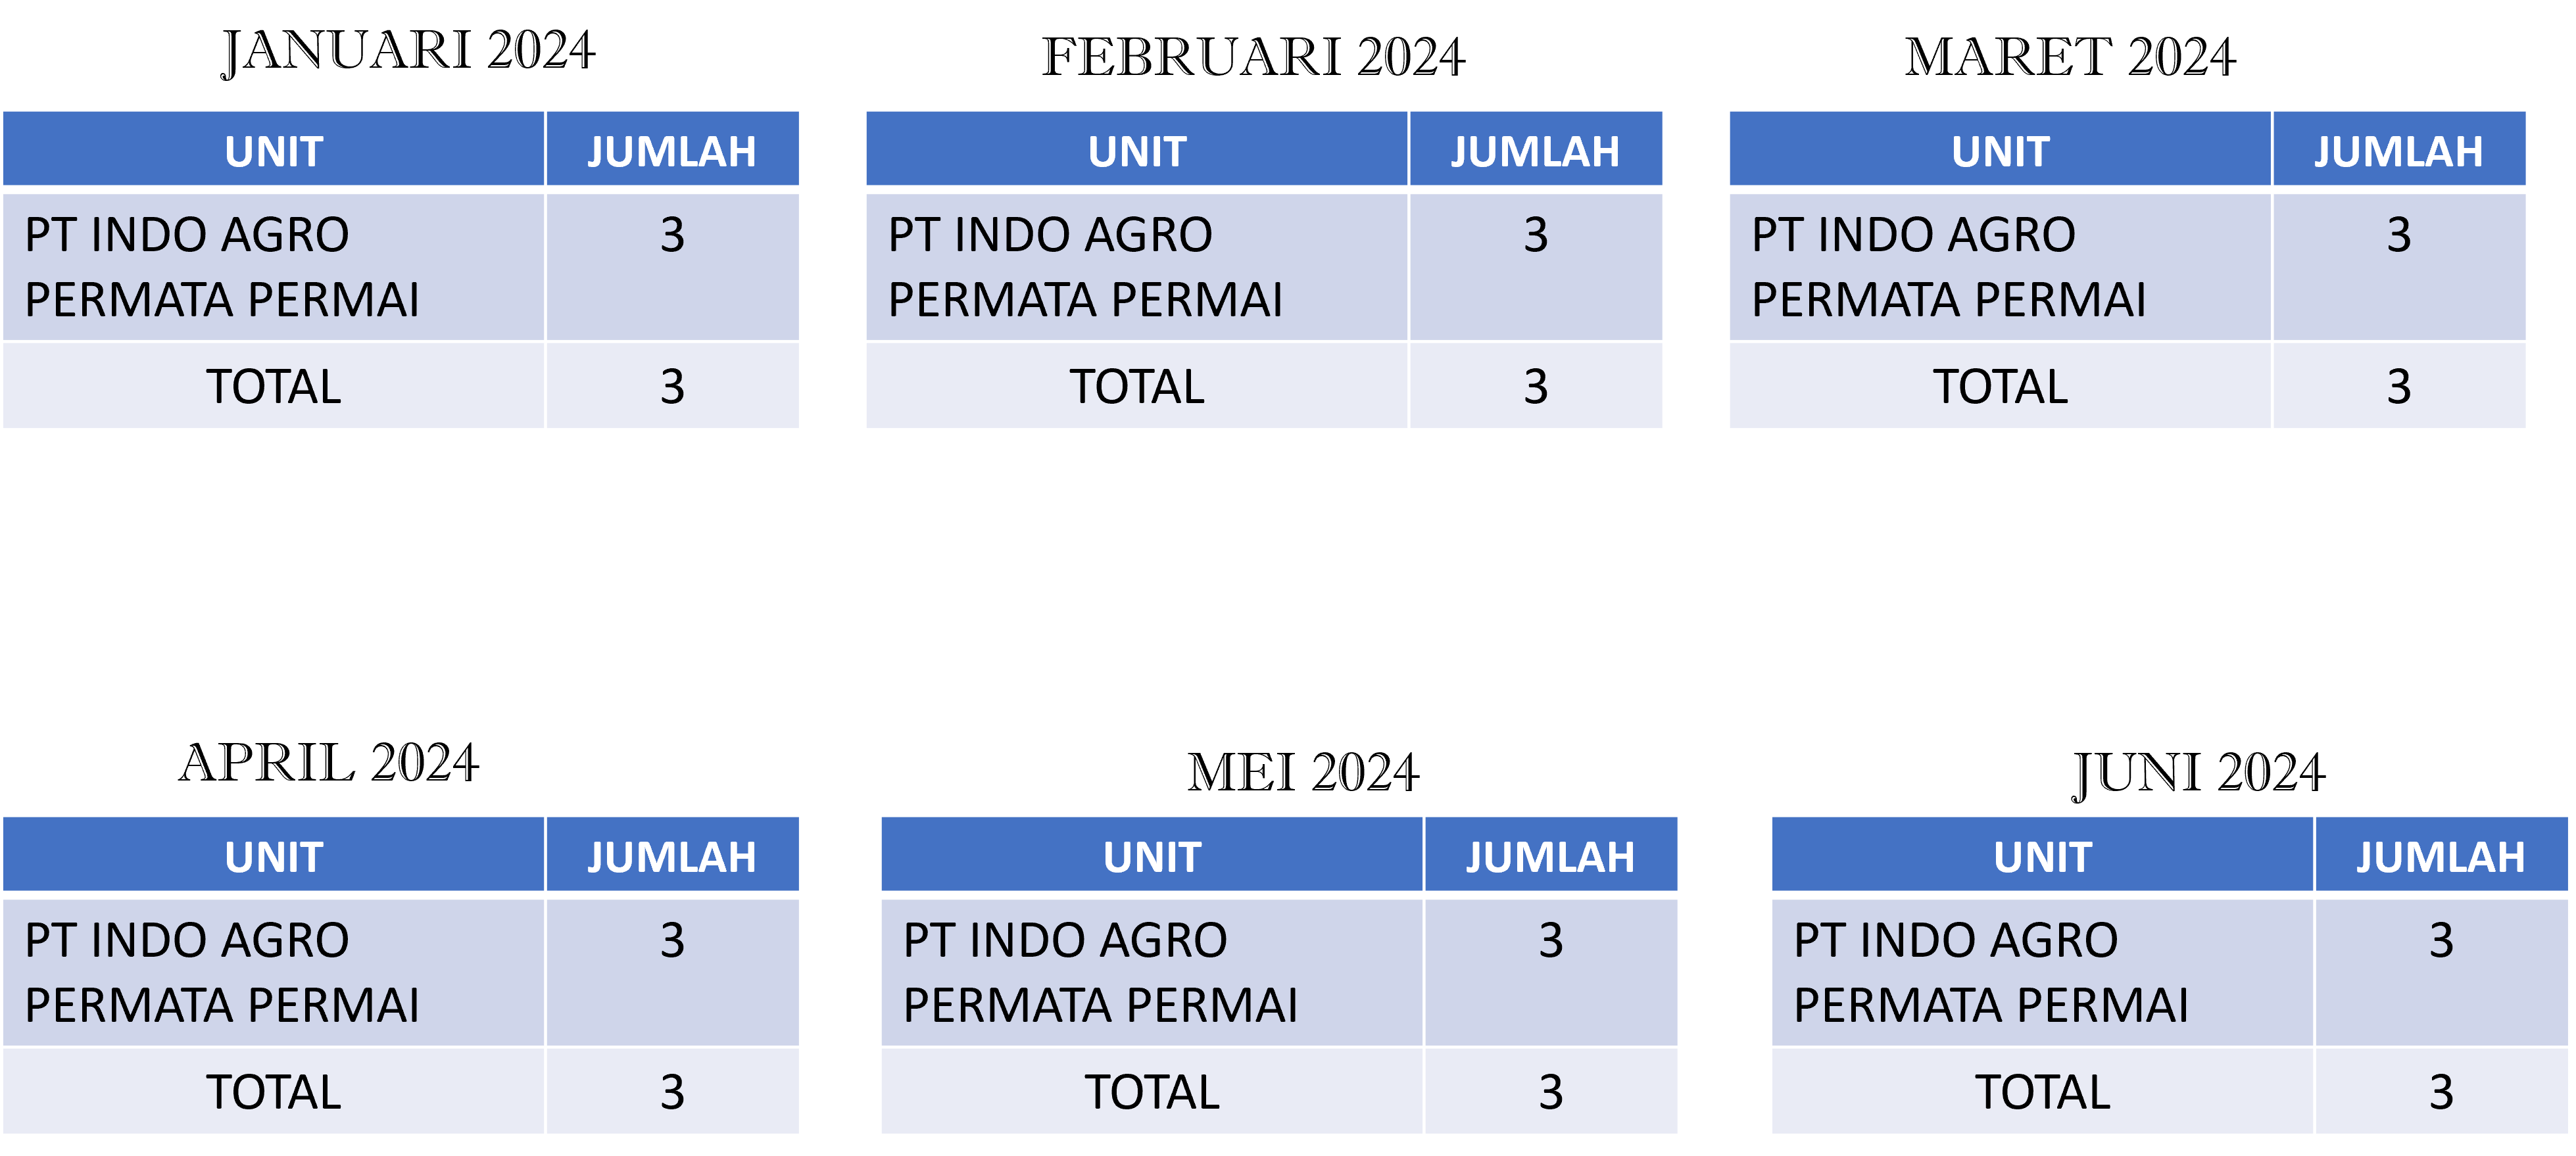 JANUARI 2024
UNIT JUMLAH
PT INDO AGRO 3
PERMATA PERMAI
TOTAL 3
FEBRUARI 2024
UNIT JUMLAH
PT INDO AGRO 3
PERMATA PERMAI
TOTAL 3
MARET 2024
UNIT JUMLAH
PT INDO AGRO 3
PERMATA PERMAI
TOTAL 3
APRIL 2024
UNIT JUMLAH
PT INDO AGRO 3
PERMATA PERMAI
TOTAL 3
MEI 2024
UNIT JUMLAH
PT INDO AGRO 3
PERMATA PERMAI
TOTAL 3
JUNI 2024
UNIT JUMLAH
PT INDO AGRO 3
PERMATA PERMAI
TOTAL 3